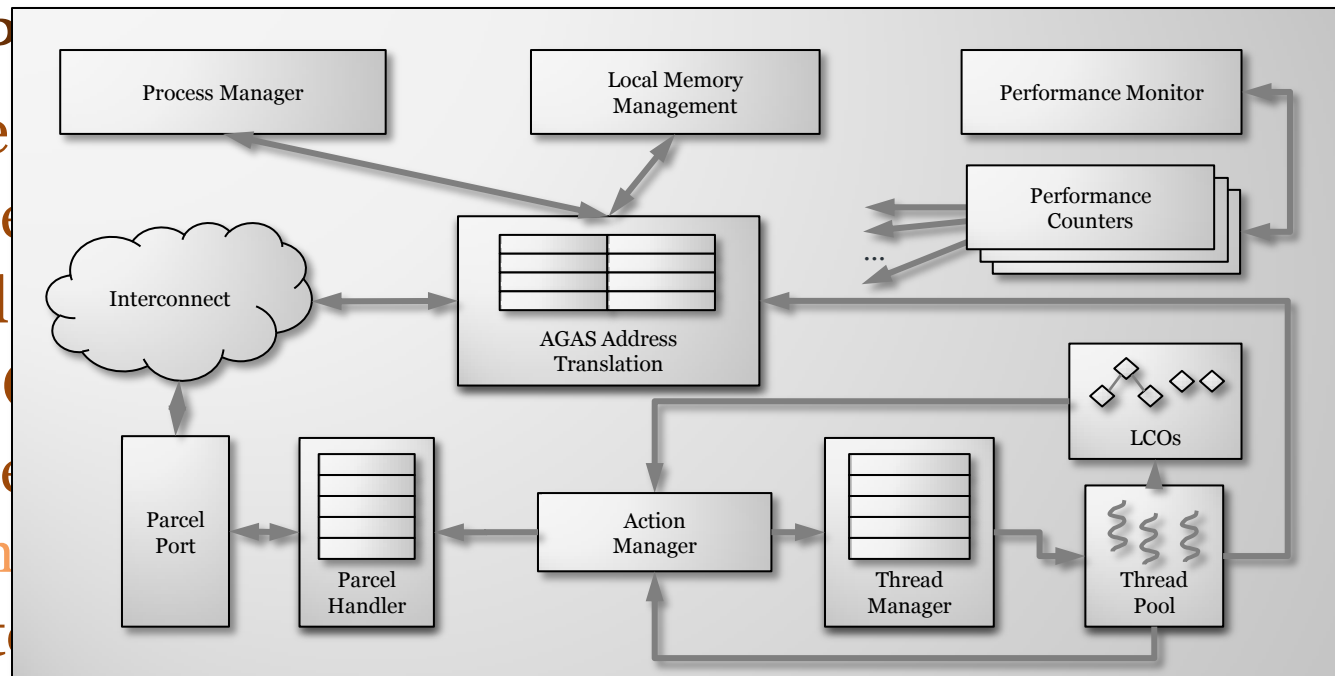 Process Manager
Local Memory
Management
Performance Monitor
Performance
Counters
...
Interconnect
AGAS Address
Translation
LCOs
Parcel
Port
Parcel
Handler
Action
Manager
Thread
Manager
Thread
Pool